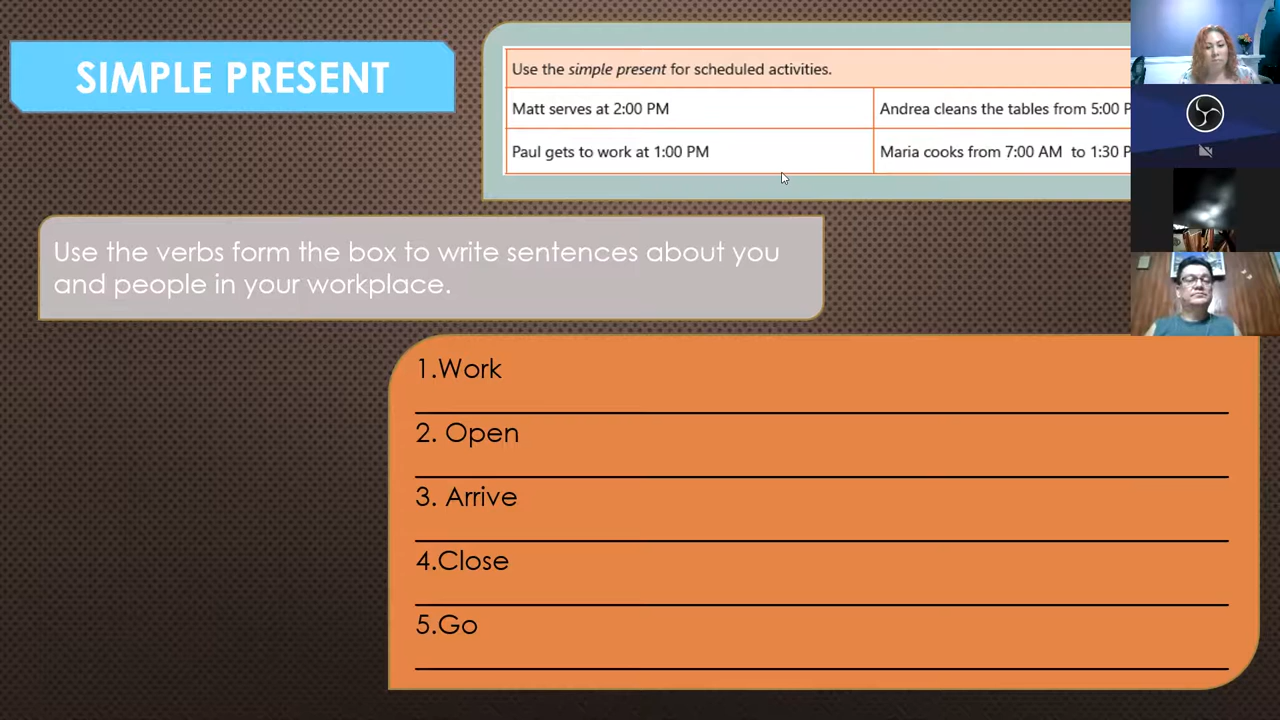 SIMPLE PRESENT
Use the simple present for scheduled activities.
Matt serves at 2:00 PM
Andrea cleans the tables from 5:00
Paul gets to work at 1:00 PM
Maria cooks from 7:00 AM to 1:30
Use the verbs form the box to write sentences about you
and people in your workplace.
1.Work
2. Open
3. Arrive
4.Close
5.Go